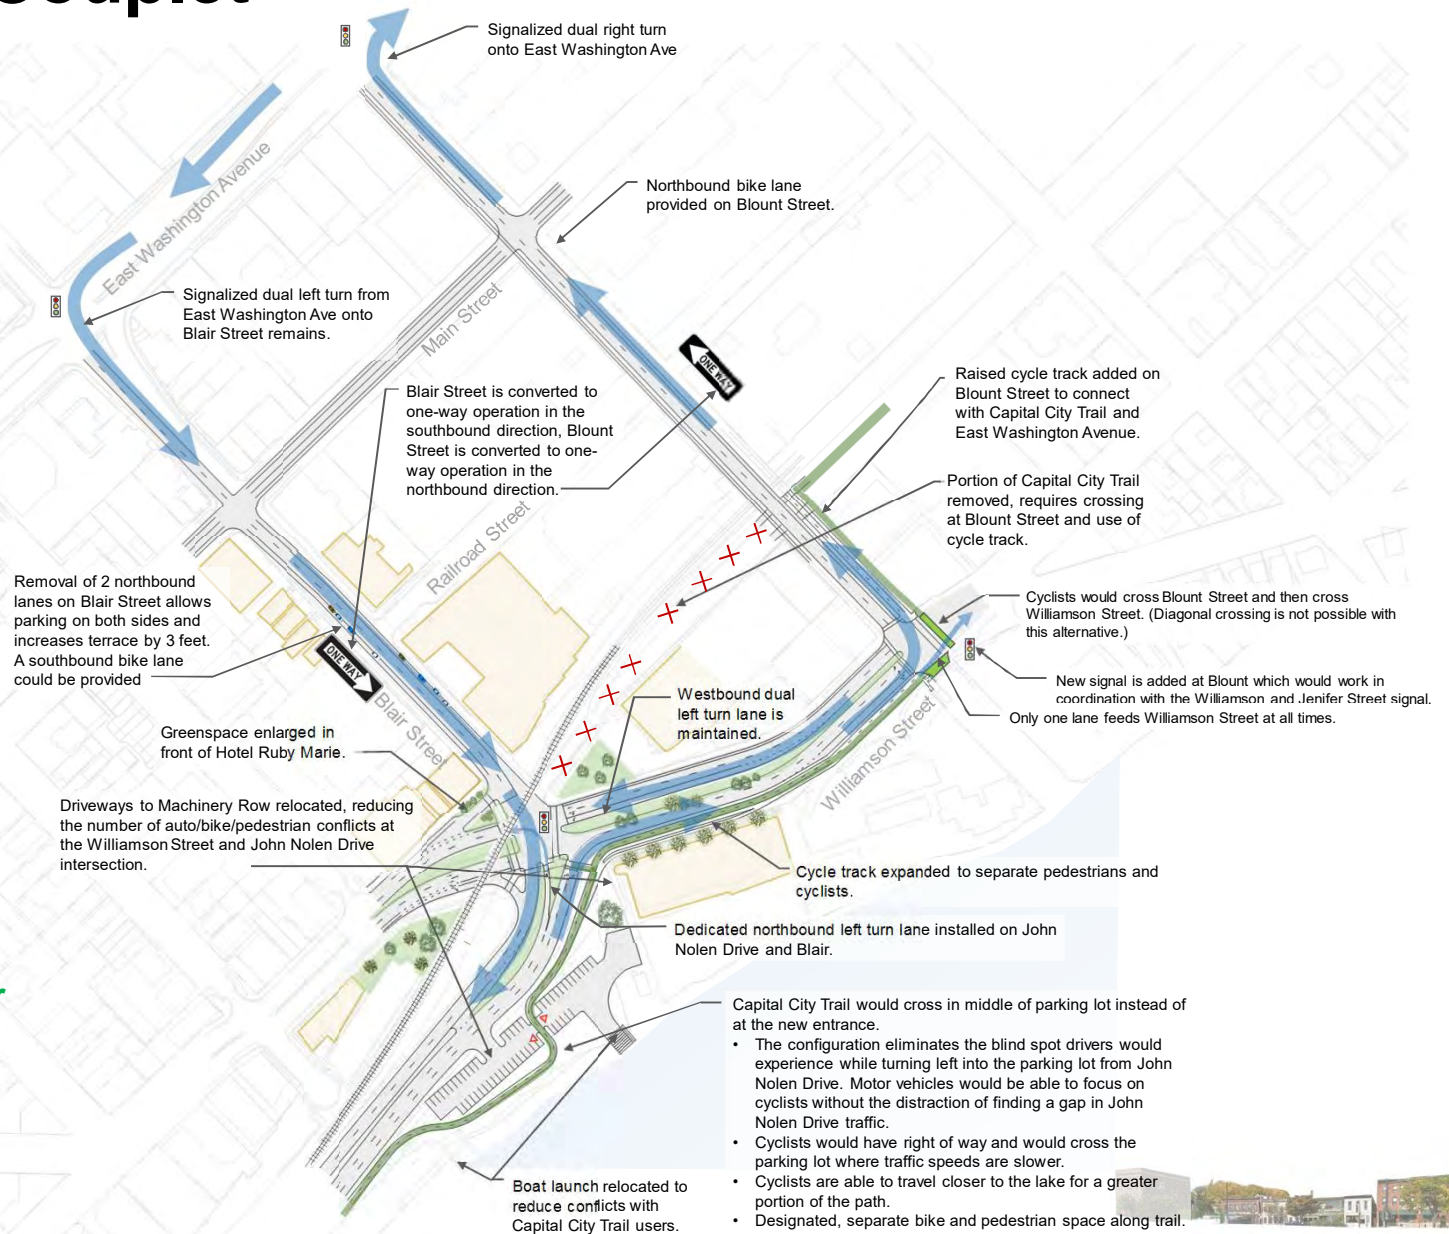 Couplet
Signalized dual right turn
onto East Washington Ave
Northbound bike lane
provided on Blount Street.
East Washington Avenue
Signalized dual left turn from
East Washington Ave onto
Blair Street remains.
Main Street
ONE WAY
Blair Street is converted to
one-way operation in the
southbound direction, Blount
Street is converted to one-
way operation in the
northbound direction.
Raised cycle track added on
Blount Street to connect
with Capital City Trail and
East Washington Avenue.
Portion of Capital City Trail
removed, requires crossing
at Blount Street and use of
cycle track.
Railroad Street
Removal of 2 northbound
lanes on Blair Street allows
parking on both sides and
increases terrace by 3 feet.
A southbound bike lane
could be provided
ONE WAY
Blair Street
Cyclists would cross Blount Street and then cross
Williamson Street. (Diagonal crossing is not possible with
this alternative.)
New signal is added at Blount which would work in
coordination with the Williamson and Jenifer Street signal.
Only one lane feeds Williamson Street at all times.
Westbound dual
left turn lane is
maintained.
Williamson Street
Greenspace enlarged in
front of Hotel Ruby Marie.
Driveways to Machinery Row relocated, reducing
the number of auto/bike/pedestrian conflicts at
the Williamson Street and John Nolen Drive
intersection.
Cycle track expanded to separate pedestrians and
cyclists.
Dedicated northbound left turn lane installed on John
Nolen Drive and Blair.
Capital City Trail would cross in middle of parking lot instead of
at the new entrance.
• The configuration eliminates the blind spot drivers would
experience while turning left into the parking lot from John
Nolen Drive. Motor vehicles would be able to focus on
cyclists without the distraction of finding a gap in John
Nolen Drive traffic.
• Cyclists would have right of way and would cross the
parking lot where traffic speeds are slower.
• Cyclists are able to travel closer to the lake for a greater
portion of the path.
• Designated, separate bike and pedestrian space along trail.
Boat launch relocated to
reduce conflicts with
Capital City Trail users.